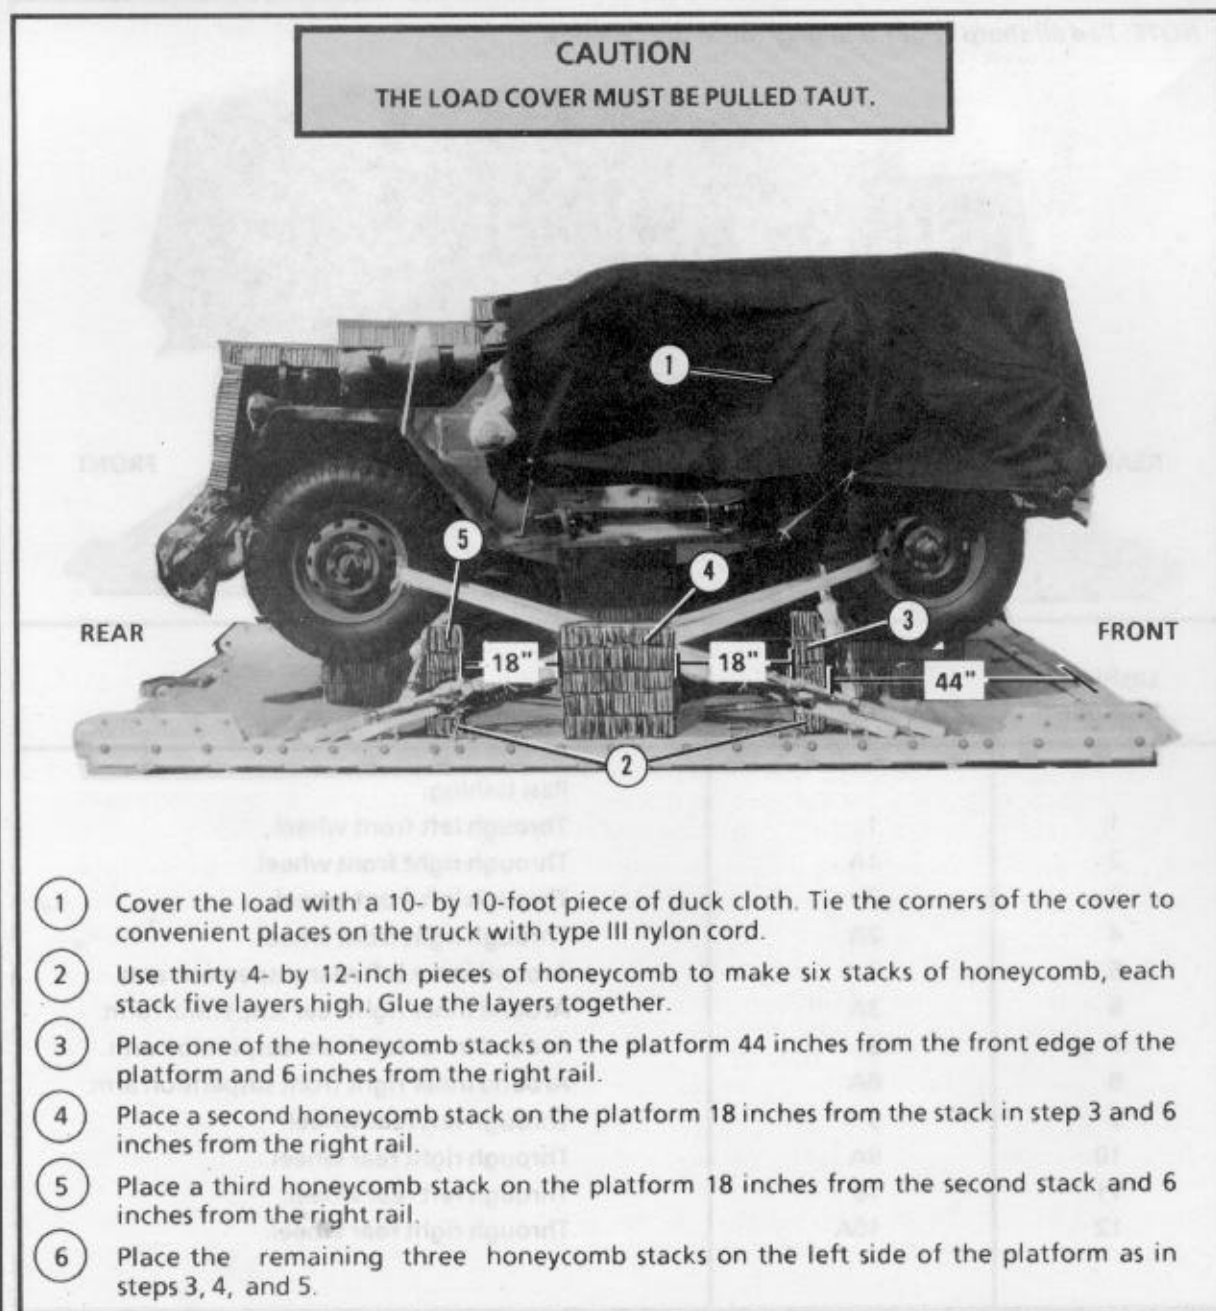 CAUTION
THE LOAD COVER MUST BE PULLED TAUT.
1
5
4
3
REAR
FRONT
18"
18"
44"
2
1 Cover the load with a 10- by 10-foot piece of duck cloth. Tie the corners of the cover to
convenient places on the truck with type III nylon cord.
2 Use thirty 4- by 12-inch pieces of honeycomb to make six stacks of honeycomb, each
stack five layers high. Glue the layers together.
3 Place one of the honeycomb stacks on the platform 44 inches from the front edge of the
platform and 6 inches from the right rail.
4 Place a second honeycomb stack on the platform 18 inches from the stack in step 3 and 6
inches from the right rail.
5 Place a third honeycomb stack on the platform 18 inches from the second stack and 6
inches from the right rail.
6 Place the remaining three honeycomb stacks on the left side of the platform as in
steps 3, 4, and 5.